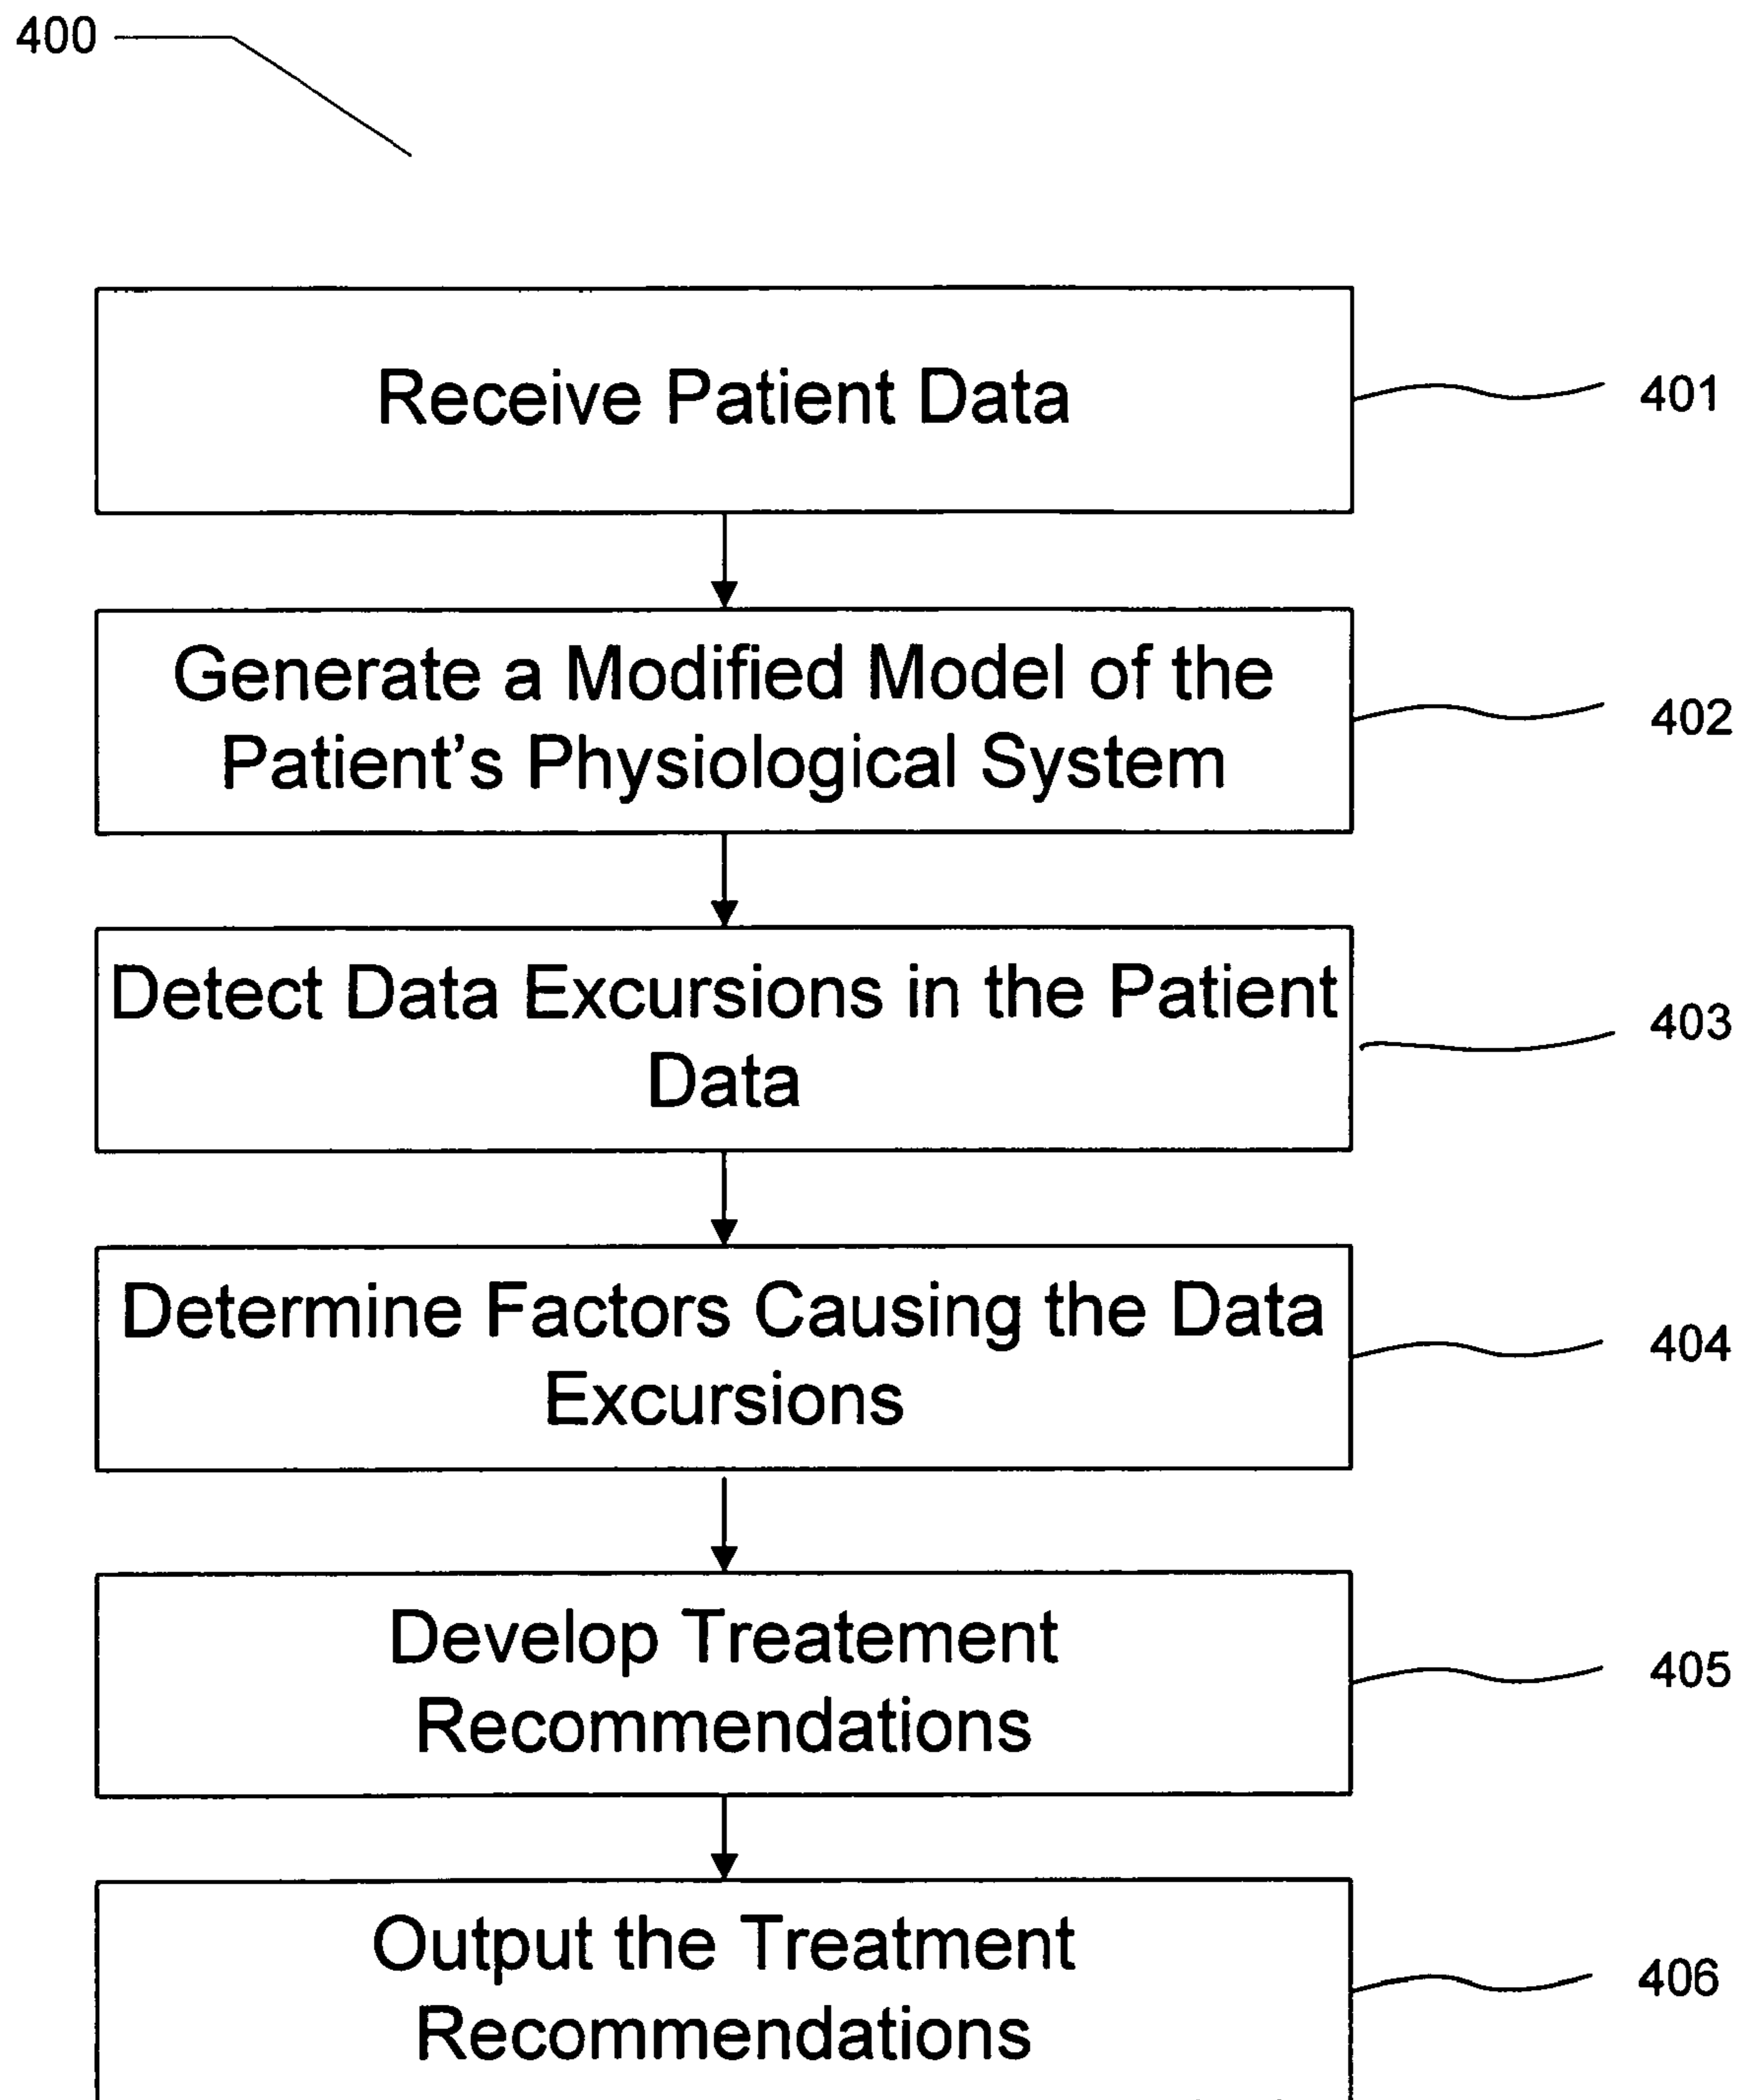 400
Receive Patient Data
401
Generate a Modified Model of the
Patient's Physiological System
402
Detect Data Excursions in the Patient
Data
403
Determine Factors Causing the Data
Excursions
404
Develop Treatement
Recommendations
405
Output the Treatment
Recommendations
406